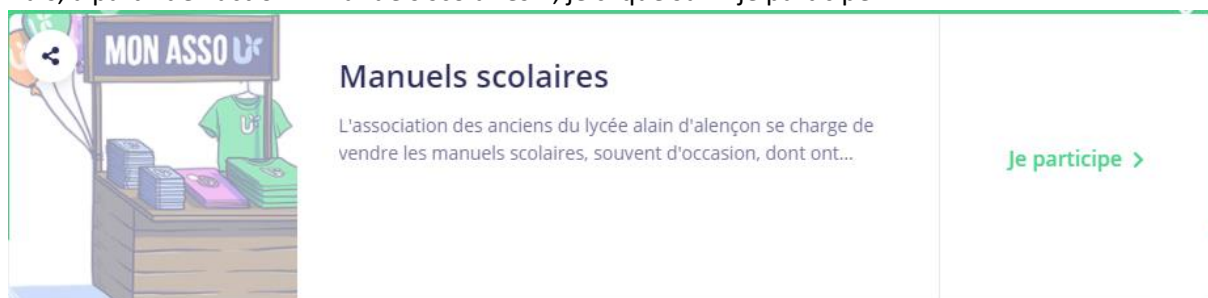 MON ASSO
Manuels scolaires
L'association des anciens du lycée alain d'alençon se charge de
vendre les manuels scolaires, souvent d'occasion, dont ont...
Je participe >